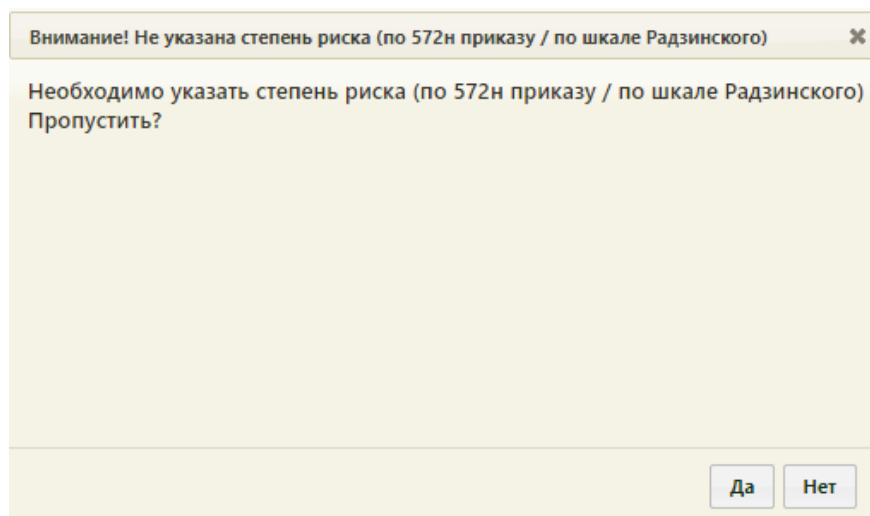 Внимание! Не указана степень риска (по 572н приказу / по шкале Радзинского)
Необходимо указать степень риска (по 572н приказу / по шкале Радзинского)
Пропустить?
Да Нет